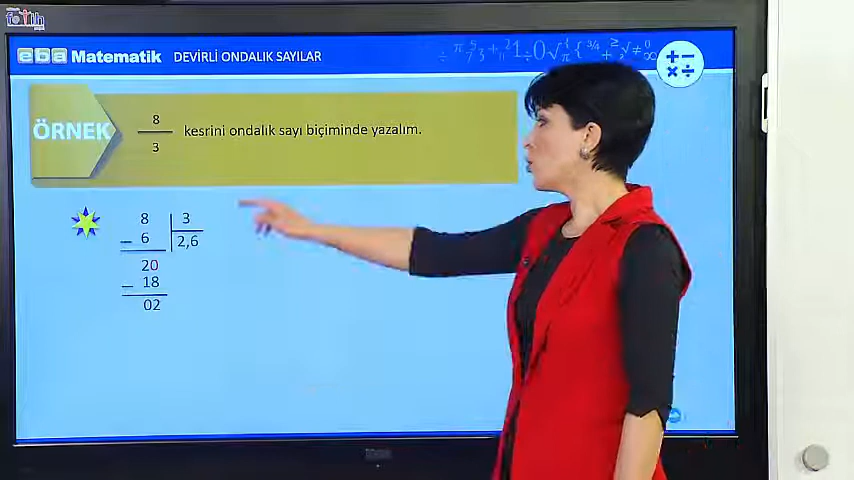 fatih
eba Matematik DEVİRLİ ONDALIK SAYILAR
ÖRNEK
8
3
kesrini ondalık sayı biçiminde yazalım.
8 3
– 6 2,6
20
– 18
02